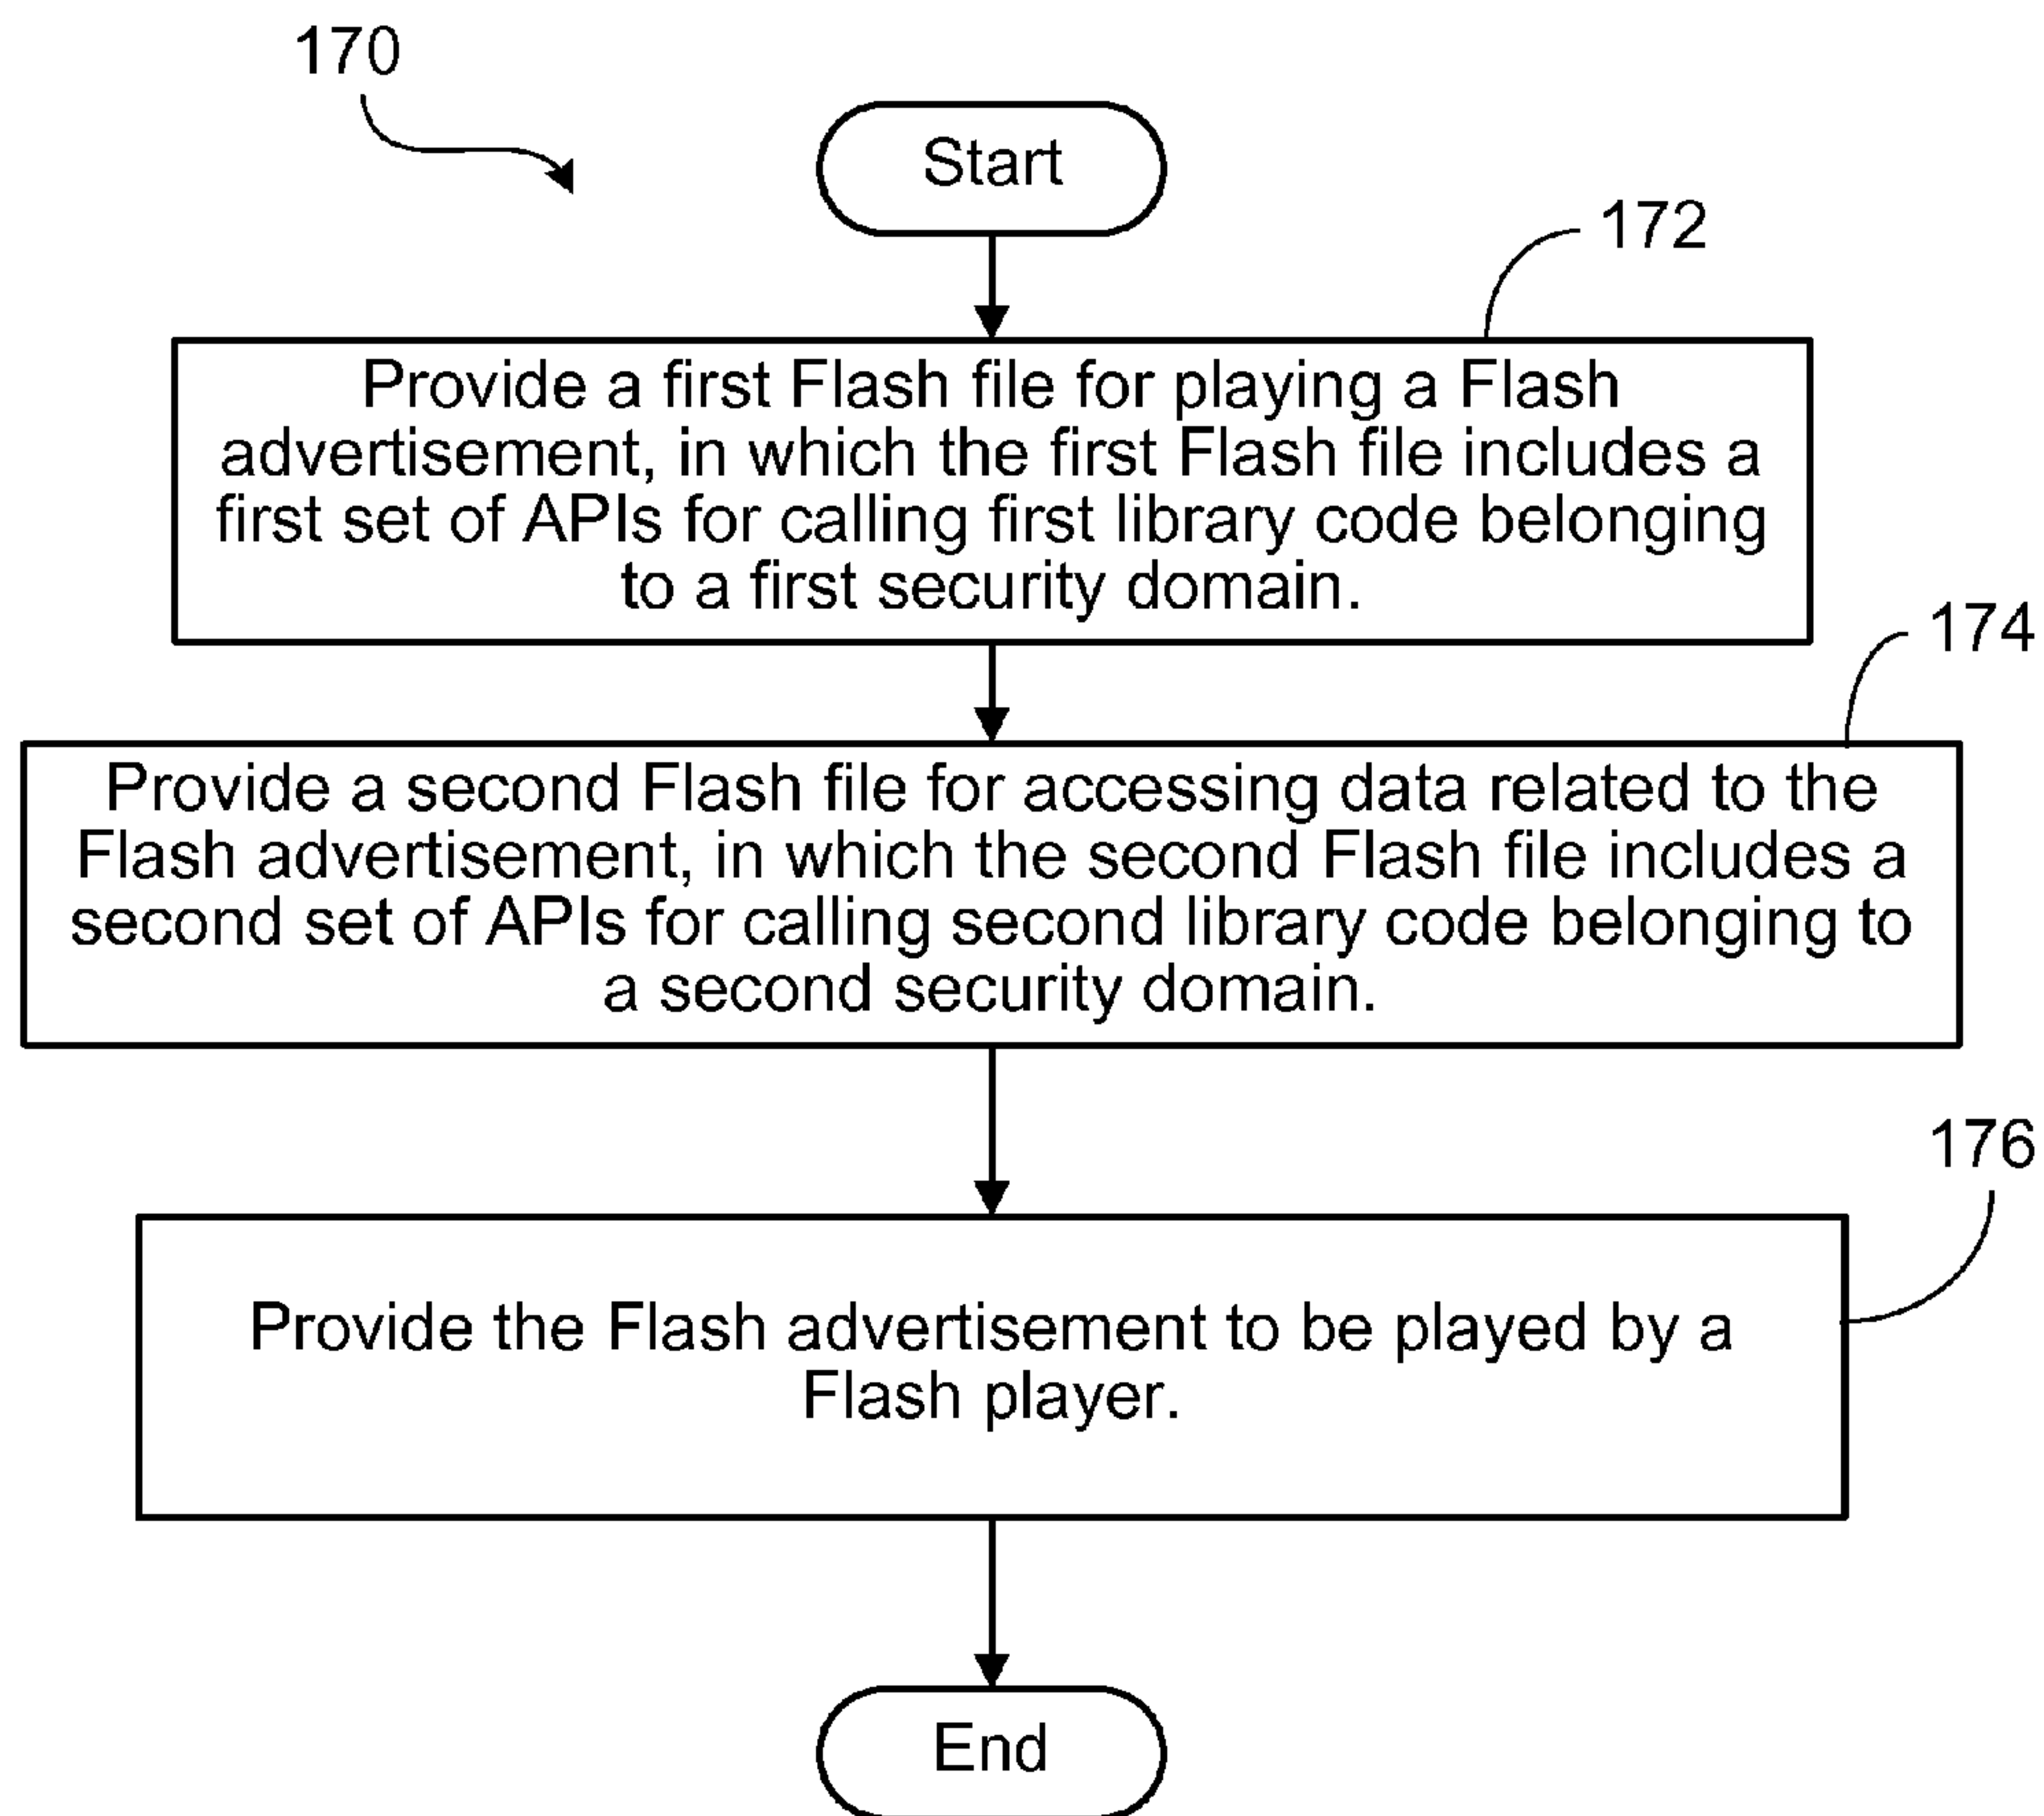 170
Start
172
Provide a first Flash file for playing a Flash
advertisement, in which the first Flash file includes a
first set of APIs for calling first library code belonging
to a first security domain.
174
Provide a second Flash file for accessing data related to the
Flash advertisement, in which the second Flash file includes a
second set of APIs for calling second library code belonging to
a second security domain.
176
Provide the Flash advertisement to be played by a
Flash player.
End